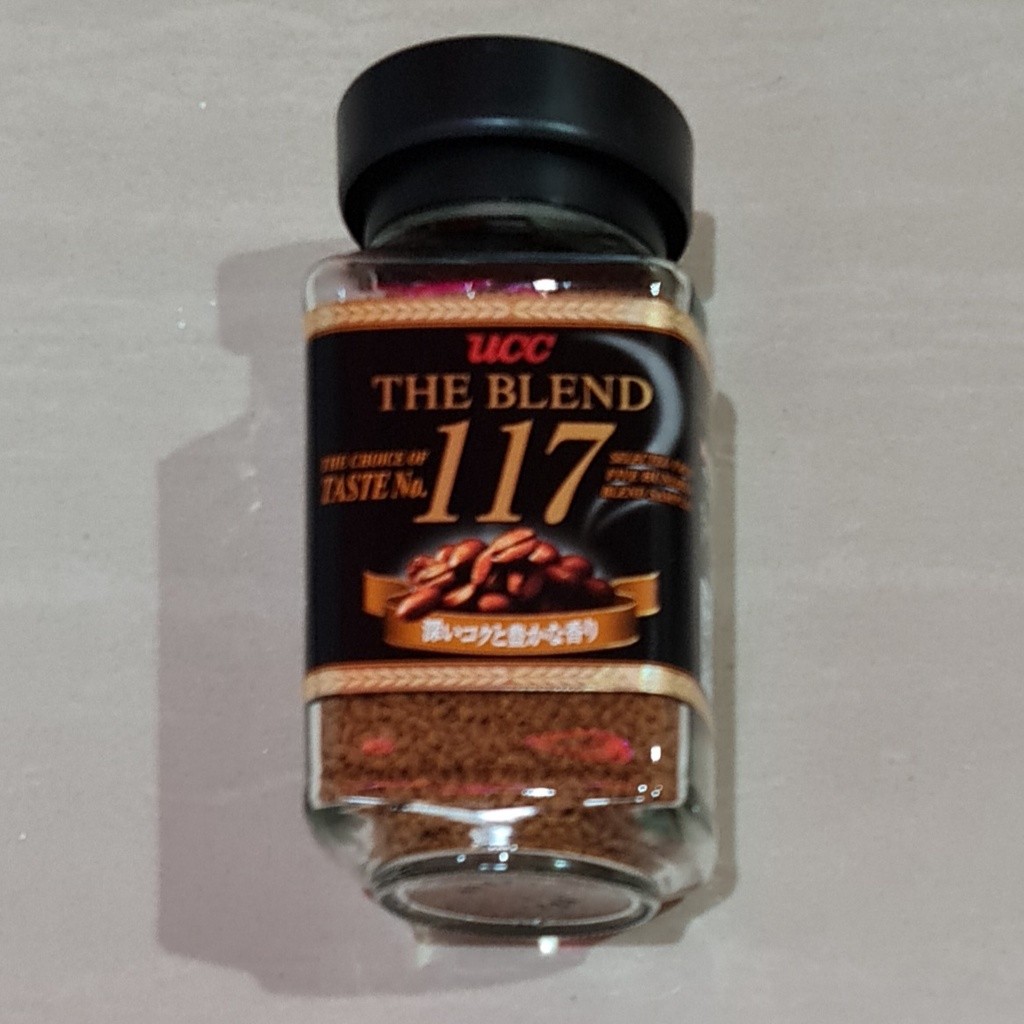 UCC
THE BLEND
THE CHOICE OF
TASTE No.
117
深いコクと豊かな香り